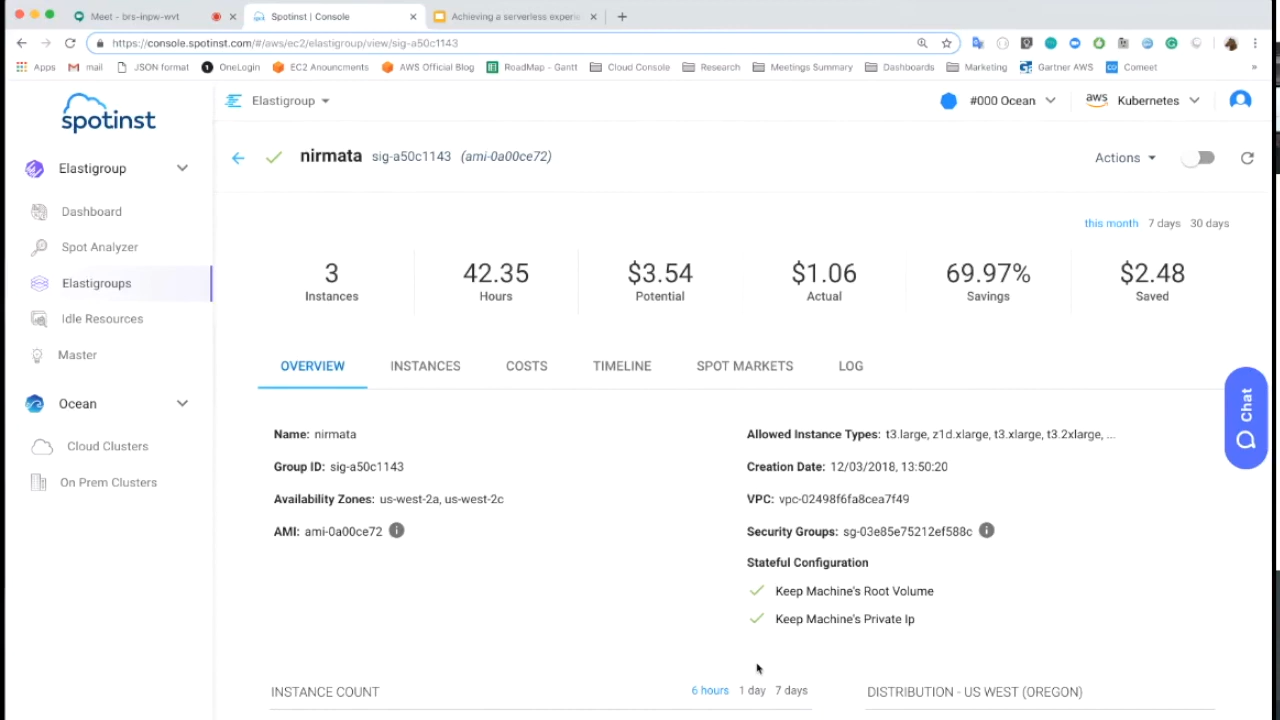 Meet - brs-inpw-wvt
Spotinst | Console
Achieving a serverless experie
https://console.spotinst.com/#/aws/ec2/elastigroup/view/sig-a50c1143
Apps mail JSON format OneLogin EC2 Anouncments AWS Official Blog RoadMap - Gantt Cloud Console Research Meetings Summary Dashboards Marketing Gartner AWS Comeet »
spotinst
Elastigroup
#000 Ocean
aws Kubernetes
Elastigroup
Dashboard
Spot Analyzer
Elastigroups
Idle Resources
Master
Ocean
Cloud Clusters
On Prem Clusters
nirmata sig-a50c1143 (ami-0a00ce72)
Actions
this month 7 days 30 days
3
Instances
42.35
Hours
$3.54
Potential
$1.06
Actual
69.97%
Savings
$2.48
Saved
OVERVIEW INSTANCES COSTS TIMELINE SPOT MARKETS LOG
Name: nirmata
Group ID: sig-a50c1143
Availability Zones: us-west-2a, us-west-2c
AMI: ami-0a00ce72
Allowed Instance Types: t3.large, z1d.xlarge, t3.xlarge, t3.2xlarge, ...
Creation Date: 12/03/2018, 13:50:20
VPC: vpc-02498f6fa8cea7f49
Security Groups: sg-03e85e75212ef588c
Stateful Configuration
Keep Machine's Root Volume
Keep Machine's Private Ip
Chat
INSTANCE COUNT
6 hours 1 day 7 days
DISTRIBUTION - US WEST (OREGON)